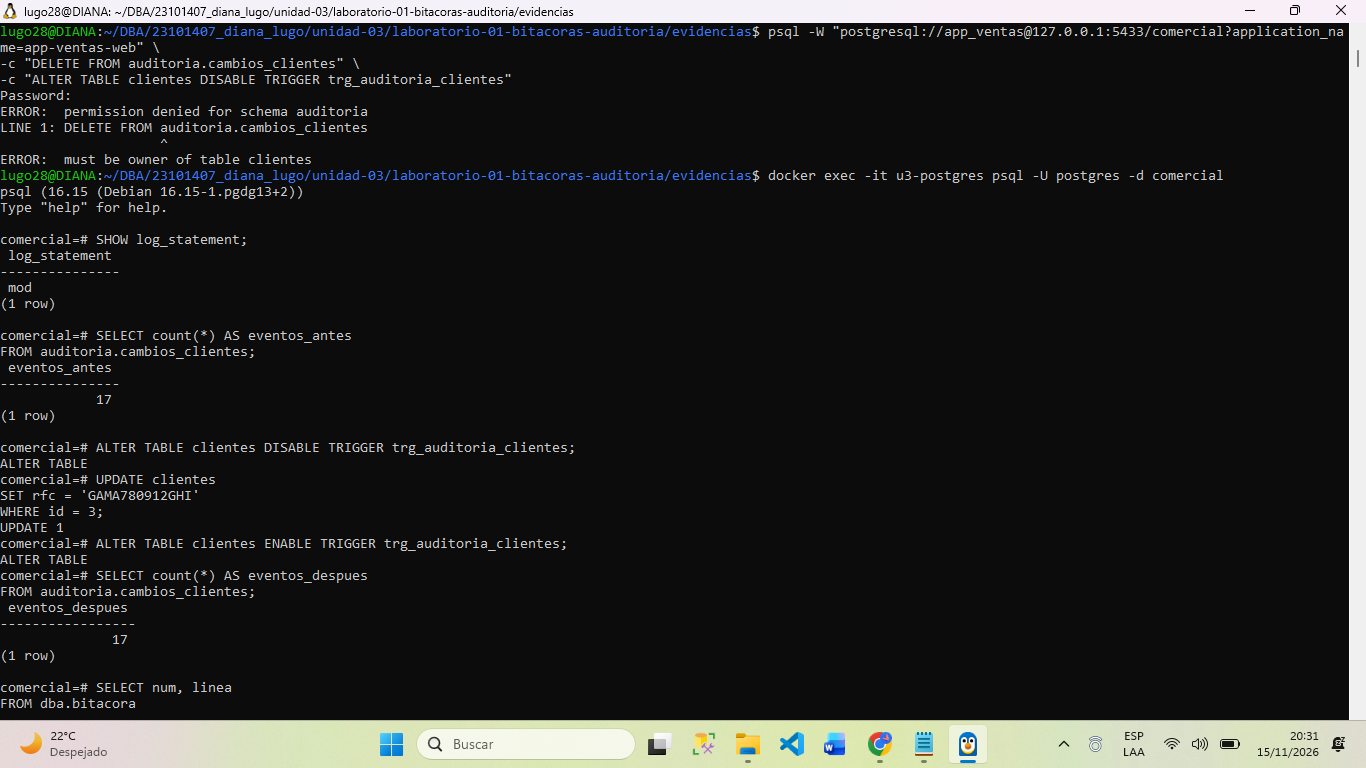 lugo28@DIANA: ~/DBA/23101407_diana_lugo/unidad-03/laboratorio-01-bitacoras-auditoria/evidencias
lugo28@DIANA:~/DBA/23101407_diana_lugo/unidad-03/laboratorio-01-bitacoras-auditoria/evidencias$ psql -W "postgresql://app_ventas@127.0.0.1:5433/comercial?application_na
me=app-ventas-web" \
-c "DELETE FROM auditoria.cambios_clientes" \
-c "ALTER TABLE clientes DISABLE TRIGGER trg_auditoria_clientes"
Password:
ERROR:  permission denied for schema auditoria
LINE 1: DELETE FROM auditoria.cambios_clientes
                    ^
ERROR:  must be owner of table clientes
lugo28@DIANA:~/DBA/23101407_diana_lugo/unidad-03/laboratorio-01-bitacoras-auditoria/evidencias$ docker exec -it u3-postgres psql -U postgres -d comercial
psql (16.15 (Debian 16.15-1.pgdg13+2))
Type "help" for help.
comercial=# SHOW log_statement;
 log_statement
---------------
 mod
(1 row)
comercial=# SELECT count(*) AS eventos_antes
FROM auditoria.cambios_clientes;
 eventos_antes
---------------
            17
(1 row)
comercial=# ALTER TABLE clientes DISABLE TRIGGER trg_auditoria_clientes;
ALTER TABLE
comercial=# UPDATE clientes
SET rfc = 'GAMA780912GHI'
WHERE id = 3;
UPDATE 1
comercial=# ALTER TABLE clientes ENABLE TRIGGER trg_auditoria_clientes;
ALTER TABLE
comercial=# SELECT count(*) AS eventos_despues
FROM auditoria.cambios_clientes;
 eventos_despues
-----------------
              17
(1 row)
comercial=# SELECT num, linea
FROM dba.bitacora
22°C
Despejado
Buscar
ESP
LAA
20:31
15/11/2026